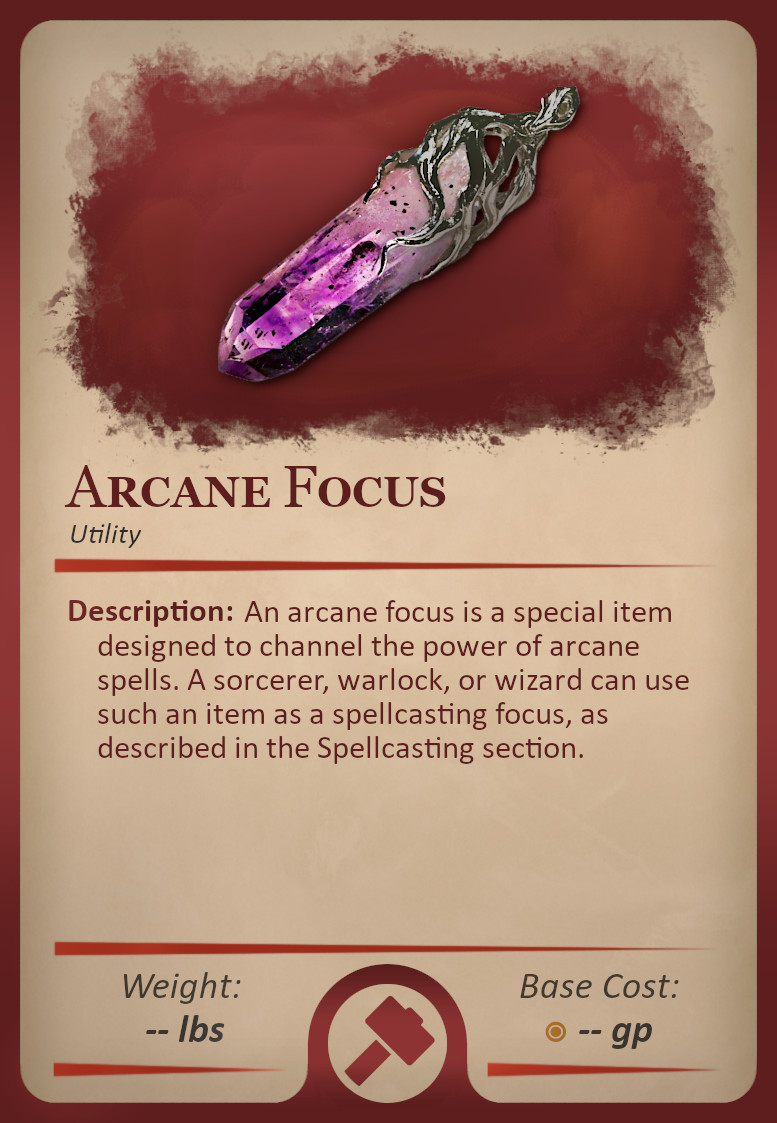 Arcane Focus
Utility
Description: An arcane focus is a special item
designed to channel the power of arcane
spells. A sorcerer, warlock, or wizard can use
such an item as a spellcasting focus, as
described in the Spellcasting section.
Weight:
-- lbs
Base Cost:
-- gp